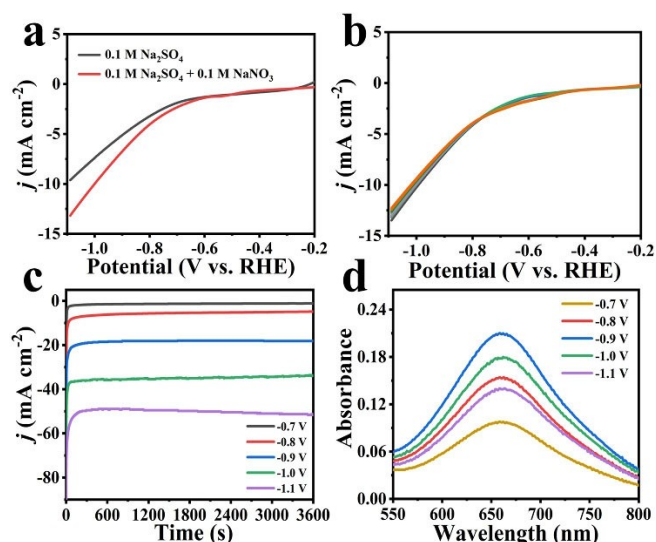 a
0.1 M Na₂SO₄
0.1 M Na₂SO₄ + 0.1 M NaNO₃
0
-5
-10
-15
-1.0
-0.8
-0.6
-0.4
-0.2
j (mA cm⁻²)
Potential (V vs. RHE)
b
0
-5
-10
-15
-1.0
-0.8
-0.6
-0.4
-0.2
j (mA cm⁻²)
Potential (V vs. RHE)
c
0
-20
-40
-60
-80
-0.7 V
-0.8 V
-0.9 V
-1.0 V
-1.1 V
0
600
1200
1800
2400
3000
3600
j (mA cm⁻²)
Time (s)
d
-0.7 V
-0.8 V
-0.9 V
-1.0 V
-1.1 V
0.24
0.18
0.12
0.06
0.00
550
600
650
700
750
800
Absorbance
Wavelength (nm)